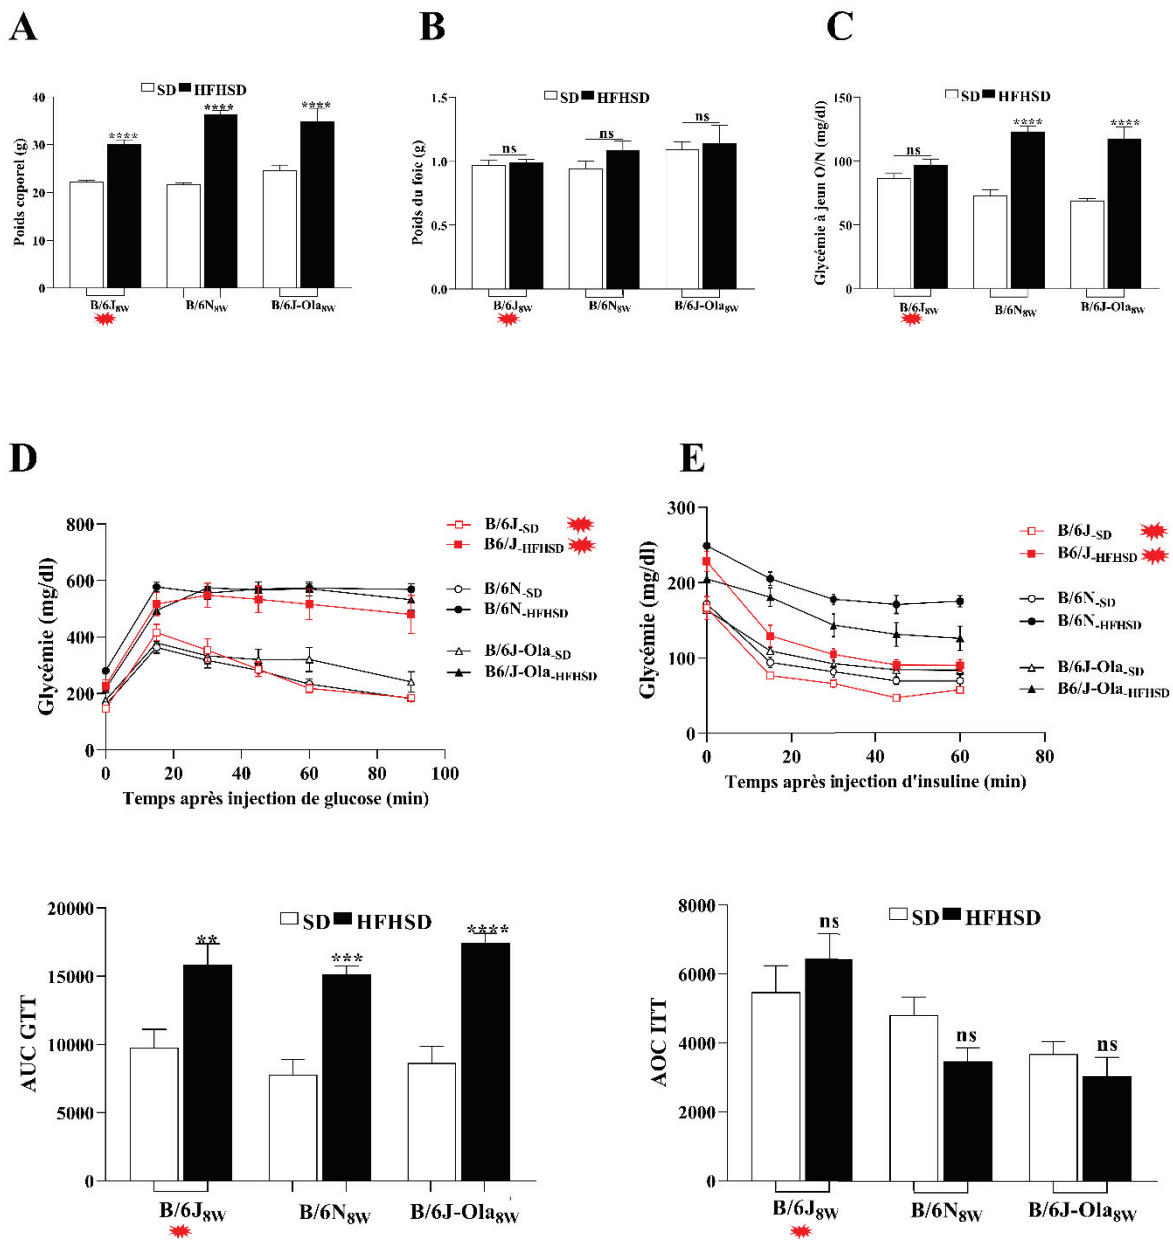 A
B
C
SD HFHSD
Poids coporel (g)
40
30
20
10
0
****
****
****
B/6J8W
B/6N8W
B/6J-Ola8W
SD HFHSD
Poids du foie (g)
1.5
1.0
0.5
0.0
ns
ns
ns
B/6J8W
B/6N8W
B/6J-Ola8W
SD HFHSD
Glycémie à jeun O/N (mg/dl)
150
100
50
0
ns
****
****
B/6J8W
B/6N8W
B/6J-Ola8W
D
Glycémie (mg/dl)
800
600
400
200
0
0 20 40 60 80 100
Temps après injection de glucose (min)
B/6J-SD
B6/J-HFHSD
B/6N-SD
B/6N-HFHSD
B/6J-Ola-SD
B6/J-Ola-HFHSD
E
Glycémie (mg/dl)
300
200
100
0
0 20 40 60 80
Temps après injection d'insuline (min)
B/6J-SD
B6/J-HFHSD
B/6N-SD
B/6N-HFHSD
B/6J-Ola-SD
B6/J-Ola-HFHSD
SD HFHSD
AUC GTT
20000
15000
10000
5000
0
**
***
****
B/6J8W
B/6N8W
B/6J-Ola8W
SD HFHSD
AOC ITT
8000
6000
4000
2000
0
ns
ns
ns
B/6J8W
B/6N8W
B/6J-Ola8W